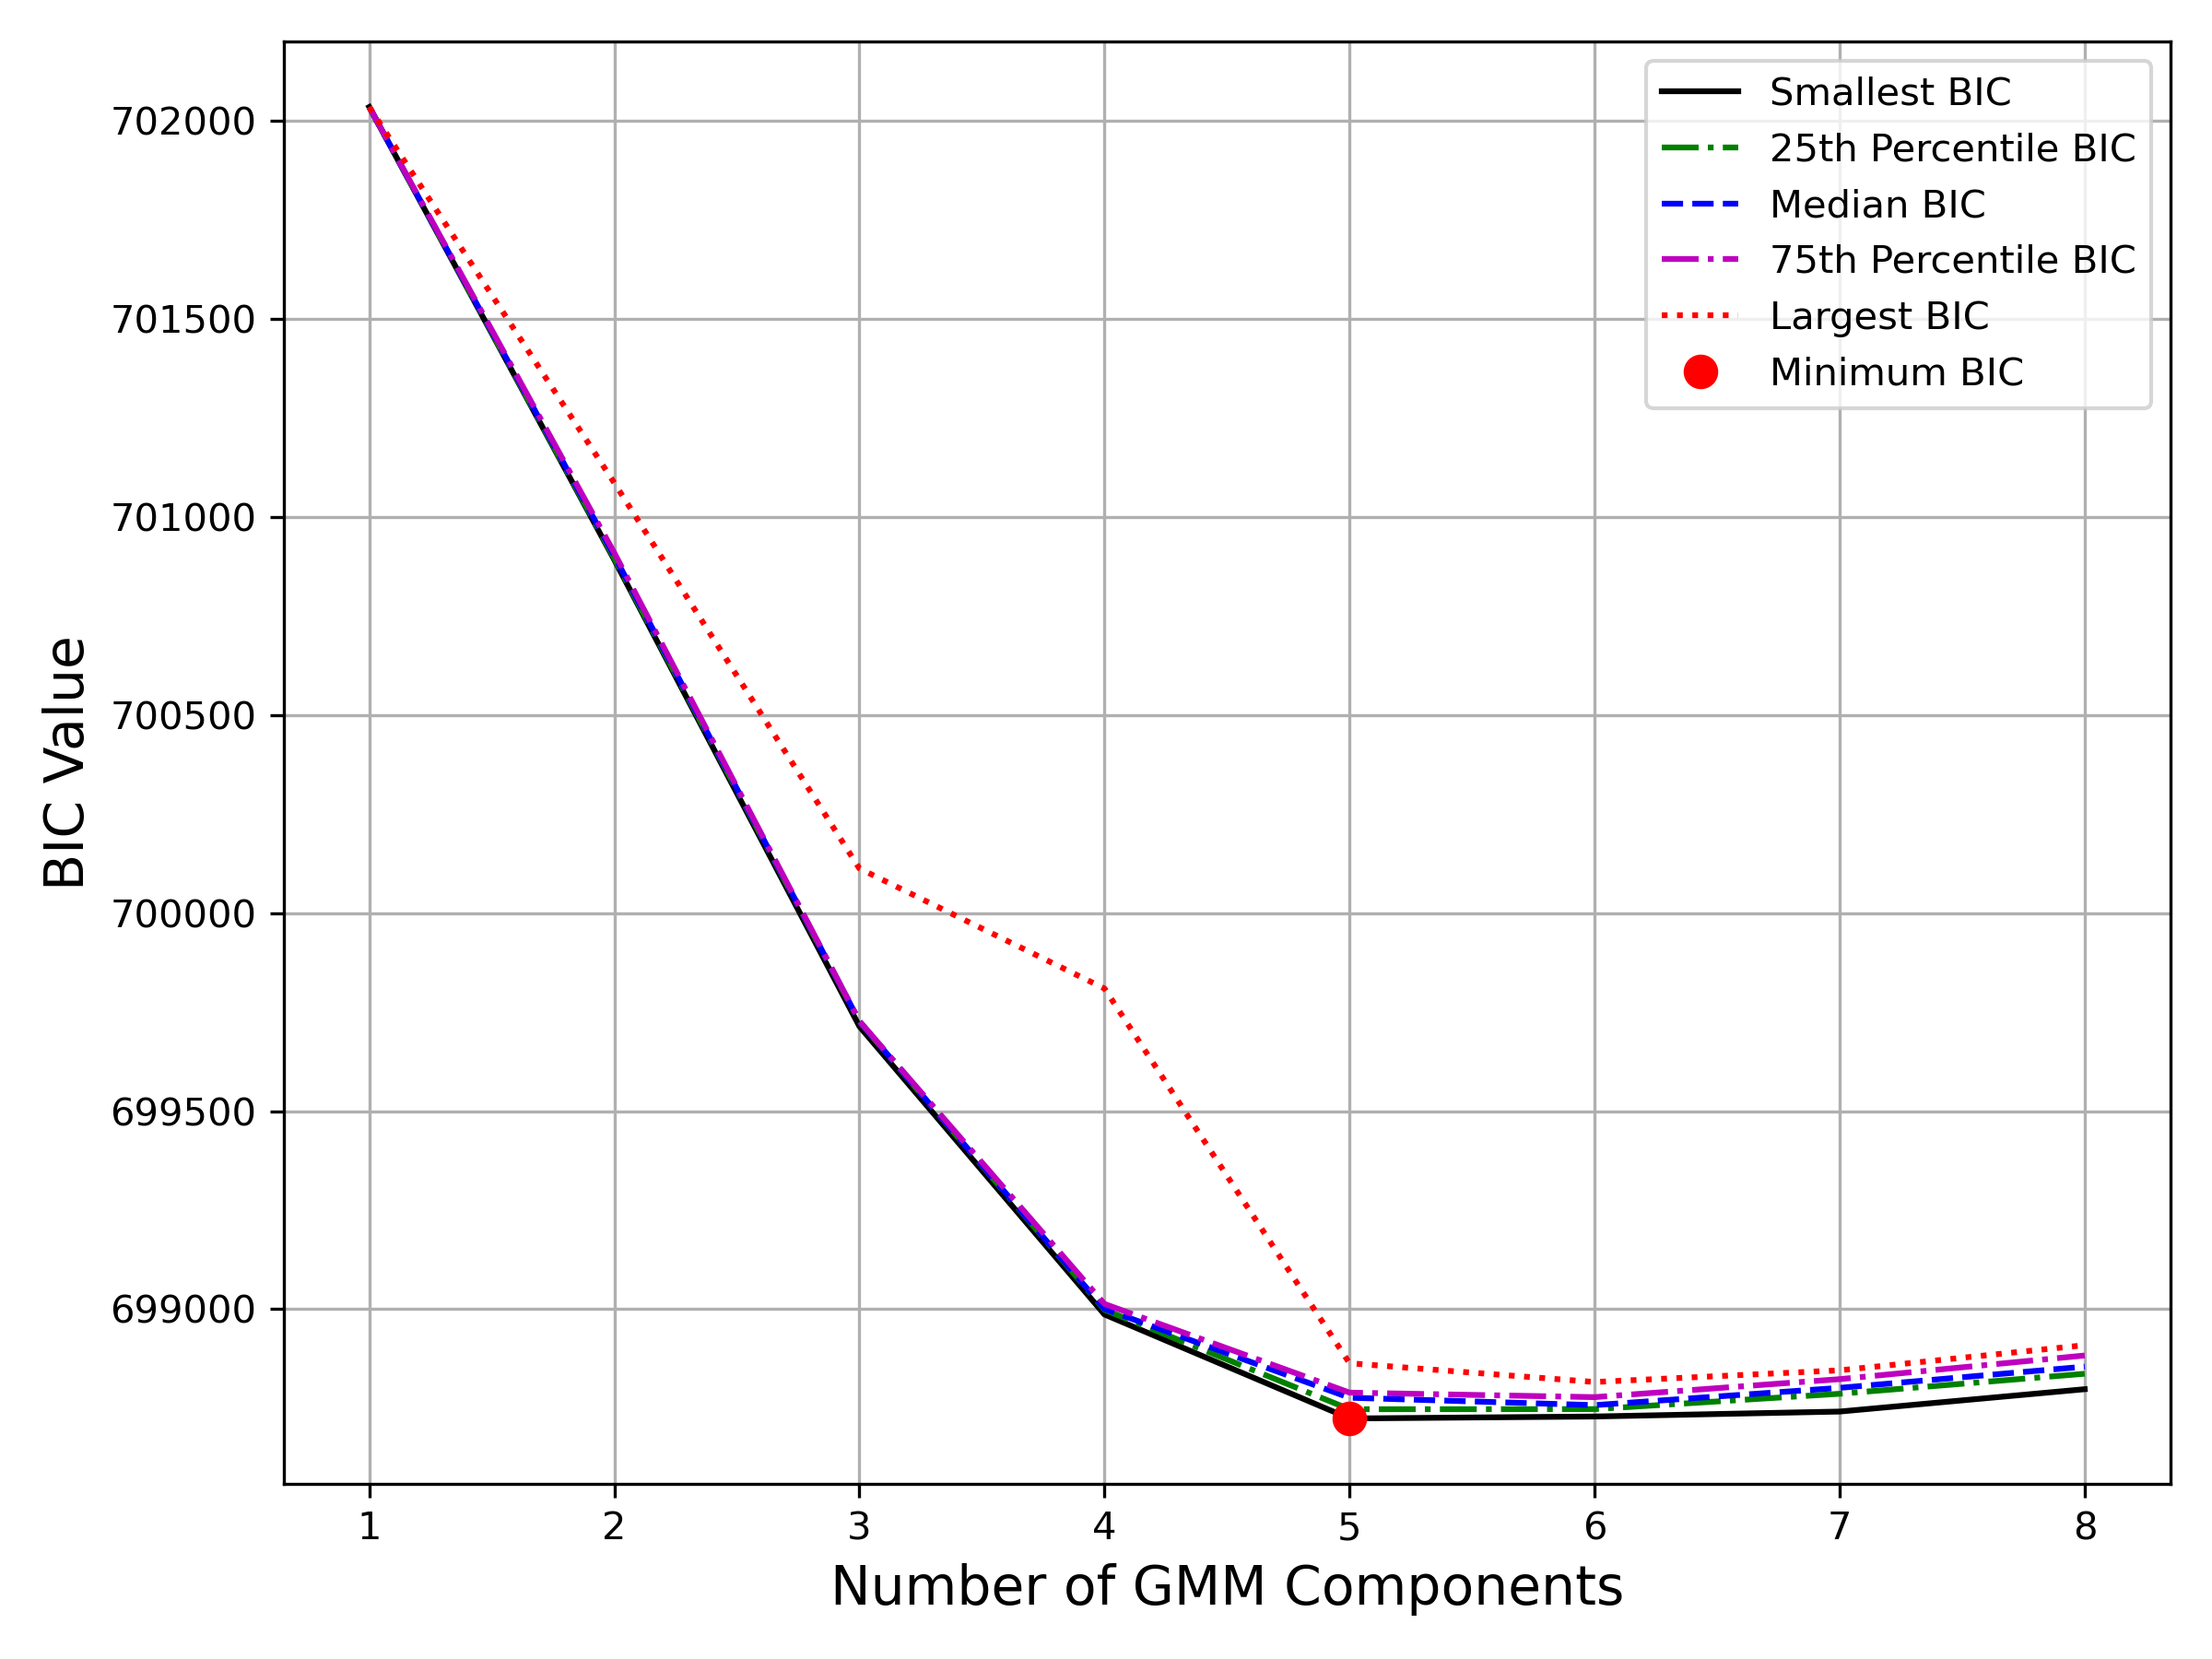 Smallest BIC
25th Percentile BIC
Median BIC
75th Percentile BIC
Largest BIC
Minimum BIC
702000
701500
701000
700500
700000
699500
699000
BIC Value
1 2 3 4 5 6 7 8
Number of GMM Components